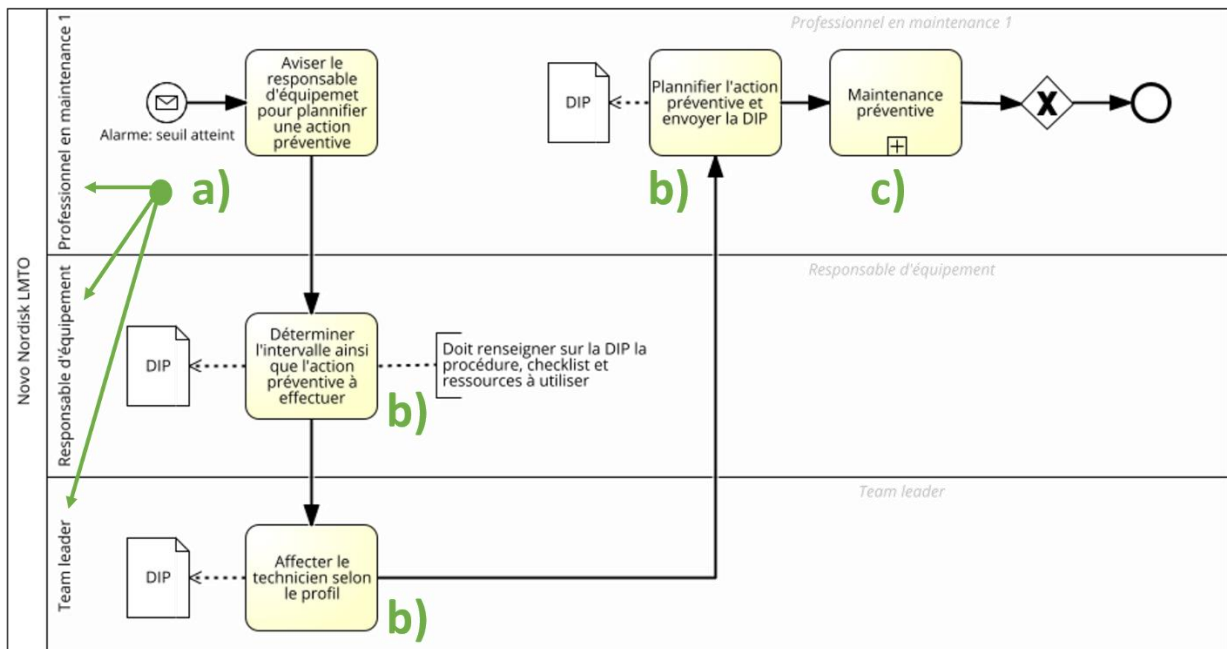 Novo Nordisk LMTO
Professionnel en maintenance 1
Professionnel en maintenance 1
Alarme: seuil atteint
Aviser le
responsable
d'équipemet
pour plannifier
une action
préventive
a)
DIP
Plannifier l'action
préventive et
envoyer la DIP
b)
Maintenance
préventive
c)
X
Responsable d'équipement
Responsable d'équipement
DIP
Déterminer
l'intervalle ainsi
que l'action
préventive à
effectuer
b)
Doit renseigner sur la DIP la
procédure, checklist et
ressources à utiliser
Team leader
Team leader
DIP
Affecter le
technicien selon
le profil
b)